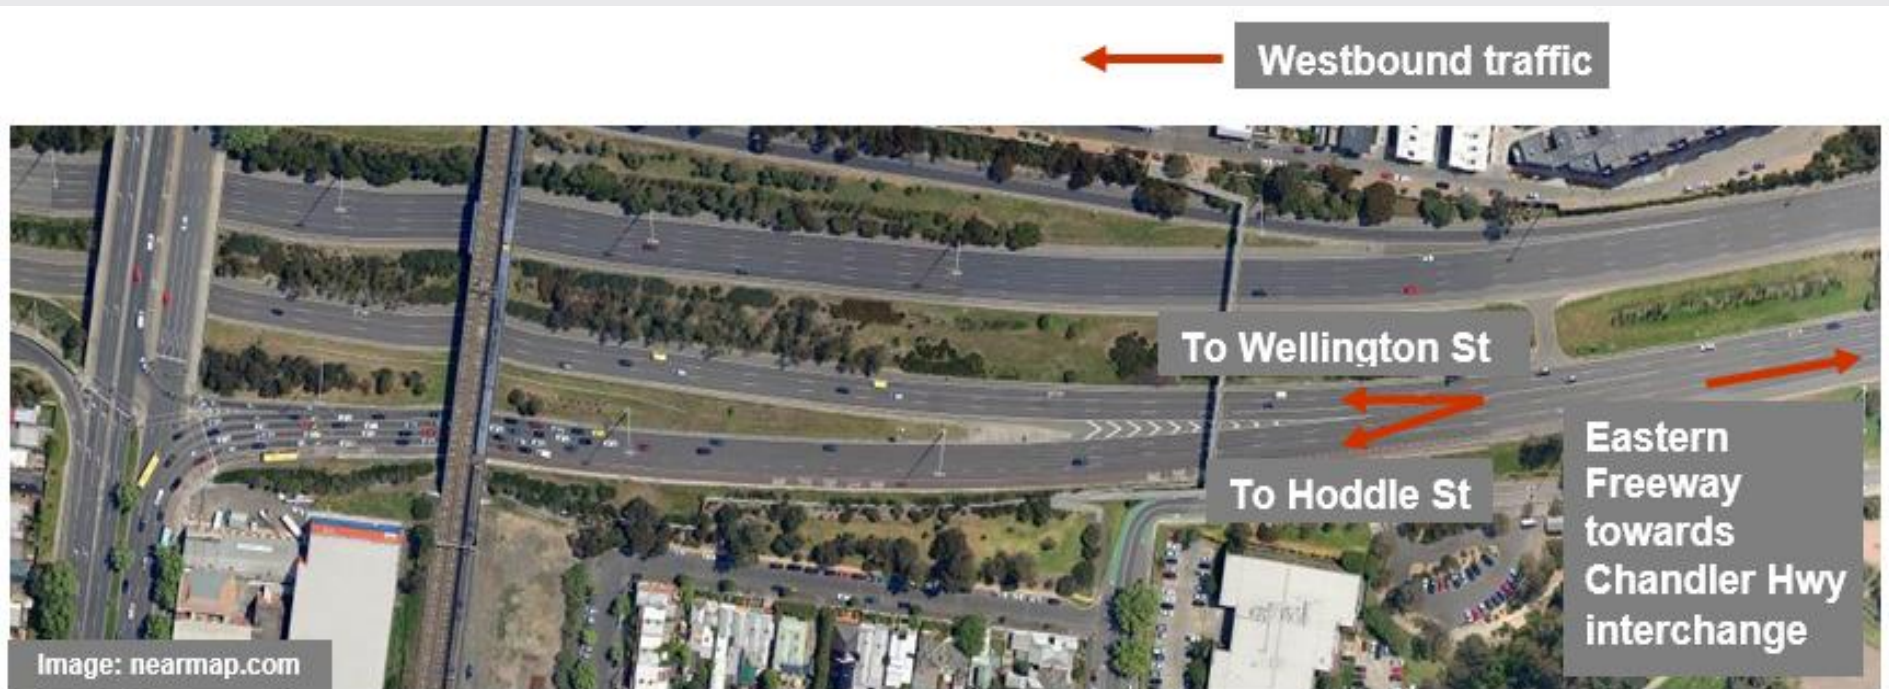 Westbound traffic
To Wellington St
To Hoddle St
Eastern
Freeway
towards
Chandler Hwy
interchange
Image: nearmap.com